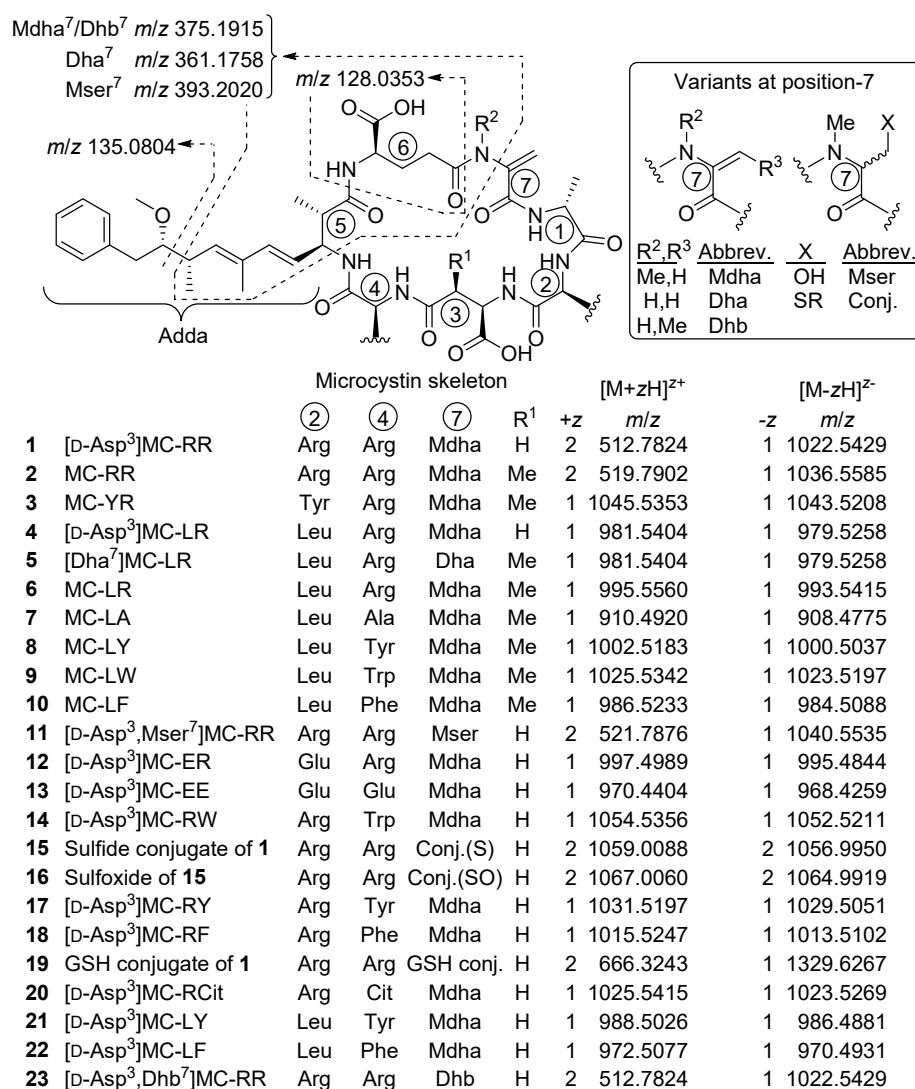 Mdha⁷/Dhb⁷ m/z 375.1915
Dha⁷ m/z 361.1758
Mser⁷ m/z 393.2020
m/z 128.0353
m/z 135.0804
O
OH
R²
6
N
7
NH
O
O
O
5
O
HN
1
O
R¹
NH
4
H
N
O
O
3
H
N
O
NH
2
O
O
OH
Adda
Microcystin skeleton
Variants at position-7
R²
N
7
R³
O
Me
N
X
7
O
R²,R³ Abbrev. X Abbrev.
Me,H Mdha OH Mser
H,H Dha SR Conj.
H,Me Dhb
[M+zH]ᶻ⁺ [M-zH]ᶻ⁻
2 4 7 R¹ +z m/z -z m/z
1 [D-Asp³]MC-RR Arg Arg Mdha H 2 512.7824 1 1022.5429
2 MC-RR Arg Arg Mdha Me 2 519.7902 1 1036.5585
3 MC-YR Tyr Arg Mdha Me 1 1045.5353 1 1043.5208
4 [D-Asp³]MC-LR Leu Arg Mdha H 1 981.5404 1 979.5258
5 [Dha⁷]MC-LR Leu Arg Dha Me 1 981.5404 1 979.5258
6 MC-LR Leu Arg Mdha Me 1 995.5560 1 993.5415
7 MC-LA Leu Ala Mdha Me 1 910.4920 1 908.4775
8 MC-LY Leu Tyr Mdha Me 1 1002.5183 1 1000.5037
9 MC-LW Leu Trp Mdha Me 1 1025.5342 1 1023.5197
10 MC-LF Leu Phe Mdha Me 1 986.5233 1 984.5088
11 [D-Asp³,Mser⁷]MC-RR Arg Arg Mser H 2 521.7876 1 1040.5535
12 [D-Asp³]MC-ER Glu Arg Mdha H 1 997.4989 1 995.4844
13 [D-Asp³]MC-EE Glu Glu Mdha H 1 970.4404 1 968.4259
14 [D-Asp³]MC-RW Arg Trp Mdha H 1 1054.5356 1 1052.5211
15 Sulfide conjugate of 1 Arg Arg Conj.(S) H 2 1059.0088 2 1056.9950
16 Sulfoxide of 15 Arg Arg Conj.(SO) H 2 1067.0060 2 1064.9919
17 [D-Asp³]MC-RY Arg Tyr Mdha H 1 1031.5197 1 1029.5051
18 [D-Asp³]MC-RF Arg Phe Mdha H 1 1015.5247 1 1013.5102
19 GSH conjugate of 1 Arg Arg GSH conj. H 2 666.3243 1 1329.6267
20 [D-Asp³]MC-RCit Arg Cit Mdha H 1 1025.5415 1 1023.5269
21 [D-Asp³]MC-LY Leu Tyr Mdha H 1 988.5026 1 986.4881
22 [D-Asp³]MC-LF Leu Phe Mdha H 1 972.5077 1 970.4931
23 [D-Asp³,Dhb⁷]MC-RR Arg Arg Dhb H 2 512.7824 1 1022.5429